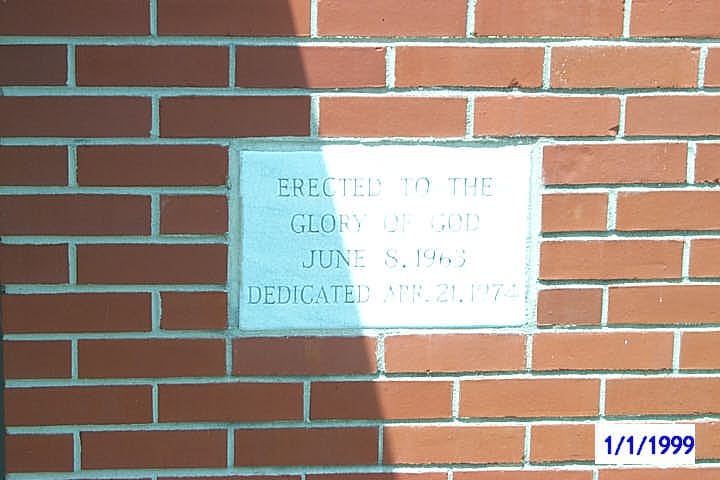 ERECTED TO THE
GLORY OF GOD
JUNE 8, 1963
DEDICATED APR. 21, 1974
1/1/1999